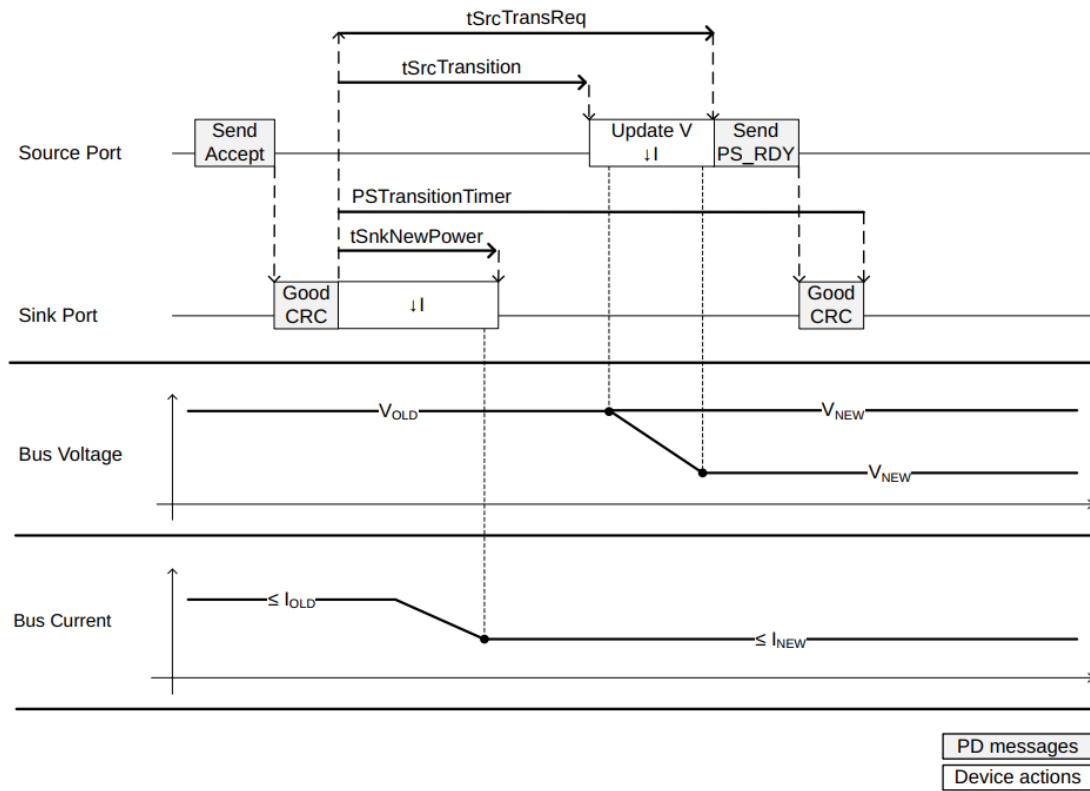 tSrcTransReq
tSrcTransition
Source Port
Send
Accept
Update V
↓I
Send
PS_RDY
PSTransitionTimer
tSnkNewPower
Sink Port
Good
CRC
↓I
Good
CRC
Bus Voltage
VOLD
VNEW
VNEW
Bus Current
≤ IOLD
≤ INEW
PD messages
Device actions